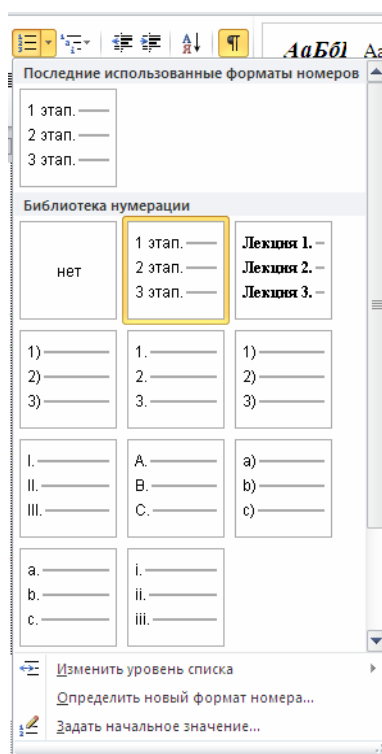 АаБбІ Аа
Последние использованные форматы номеров
1 этап.
2 этап.
3 этап.
Библиотека нумерации
нет
1 этап.
2 этап.
3 этап.
Лекция 1.
Лекция 2.
Лекция 3.
1)
2)
3)
1.
2.
3.
1)
2)
3)
I.
II.
III.
A.
B.
C.
a)
b)
c)
a.
b.
c.
i.
ii.
iii.
Изменить уровень списка
Определить новый формат номера...
Задать начальное значение...